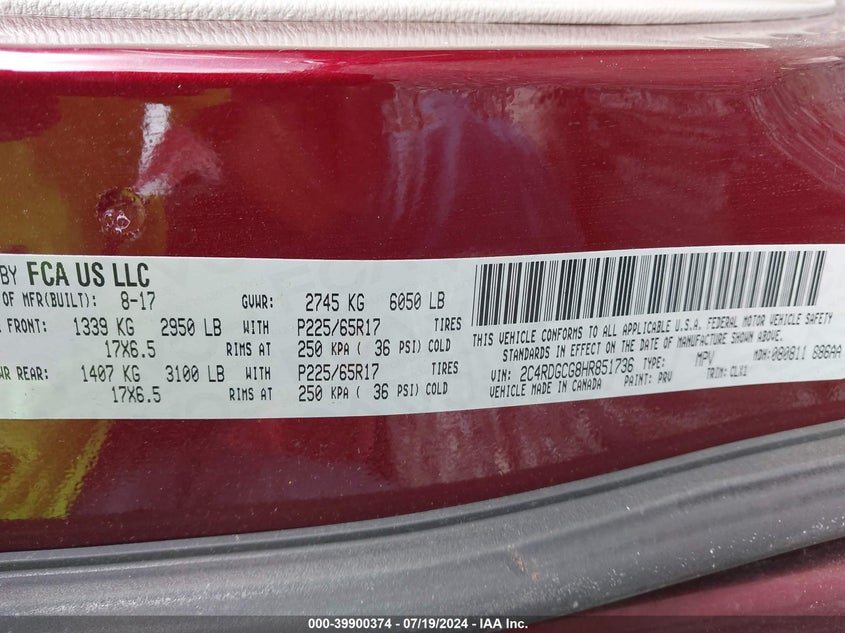 BY FCA US LLC
OF MFR(BUILT): 8-17 GVWR: 2745 KG 6050 LB
FRONT: 1339 KG 2950 LB WITH P225/65R17 TIRES
17X6.5 RIMS AT 250 KPA ( 36 PSI) COLD
WR REAR: 1407 KG 3100 LB WITH P225/65R17 TIRES
17X6.5 RIMS AT 250 KPA ( 36 PSI) COLD
THIS VEHICLE CONFORMS TO ALL APPLICABLE U.S.A. FEDERAL MOTOR VEHICLE SAFETY
STANDARDS IN EFFECT ON THE DATE OF MANUFACTURE SHOWN ABOVE.
VIN: 2C4RDGCG8HR851736 TYPE: MPV MDH: 080811 886AA
VEHICLE MADE IN CANADA PAINT: PRV TRIM:
000-39900374 - 07/19/2024 - IAA, Inc.